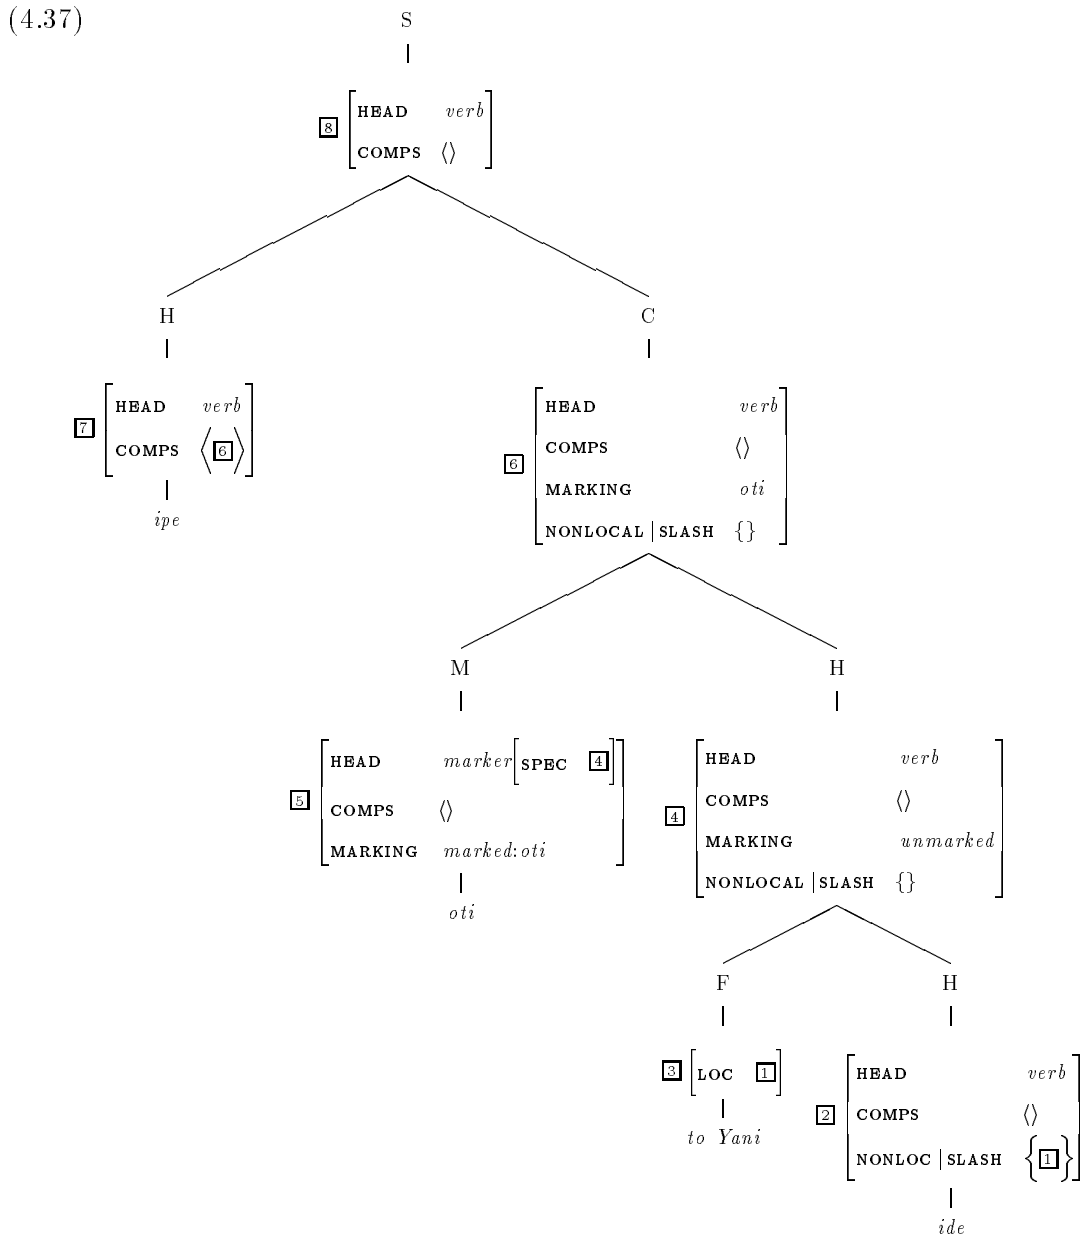 (4.37)
S
8 [HEAD verb
COMPS ⟨⟩]
H
C
7 [HEAD verb
COMPS ⟨6⟩]
ipe
6 [HEAD verb
COMPS ⟨⟩
MARKING oti
NONLOCAL|SLASH {}]
M
H
5 [HEAD marker[SPEC 4]
COMPS ⟨⟩
MARKING marked:oti]
oti
4 [HEAD verb
COMPS ⟨⟩
MARKING unmarked
NONLOCAL|SLASH {}]
F
H
3 [LOC 1]
to Yani
2 [HEAD verb
COMPS ⟨⟩
NONLOC|SLASH {1}]
ide